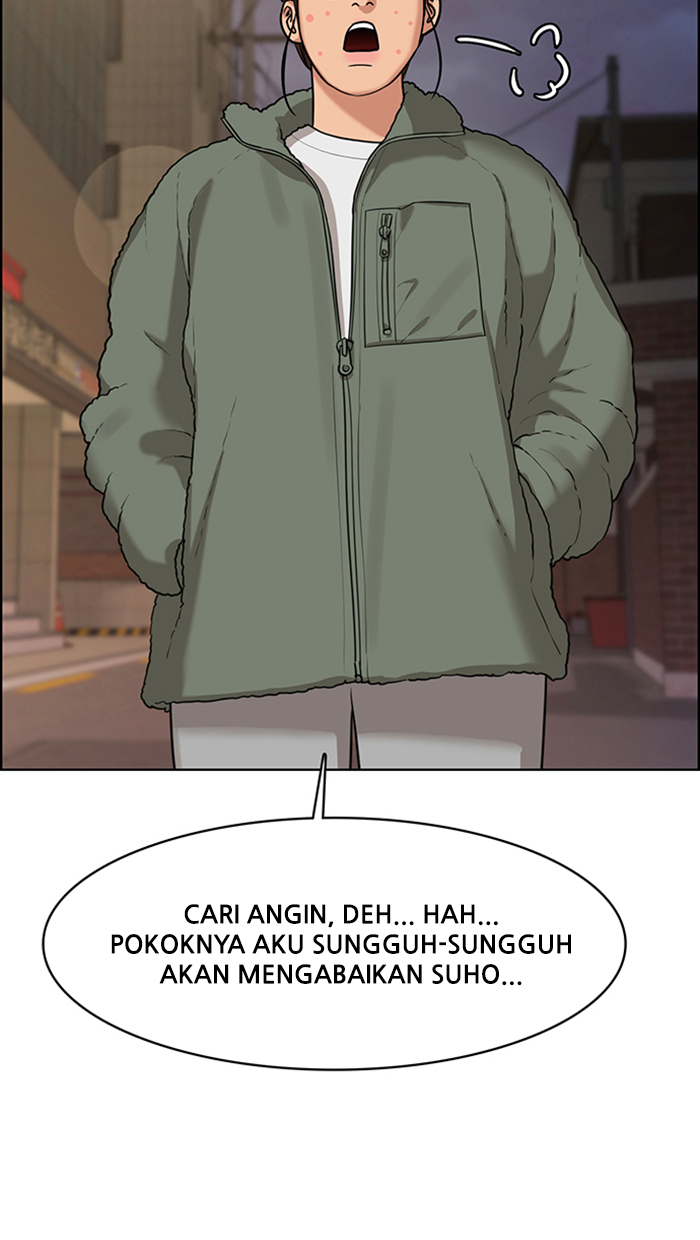 CARI ANGIN, DEH... HAH...
POKOKNYA AKU SUNGGUH-SUNGGUH
AKAN MENGABAIKAN SUHO...